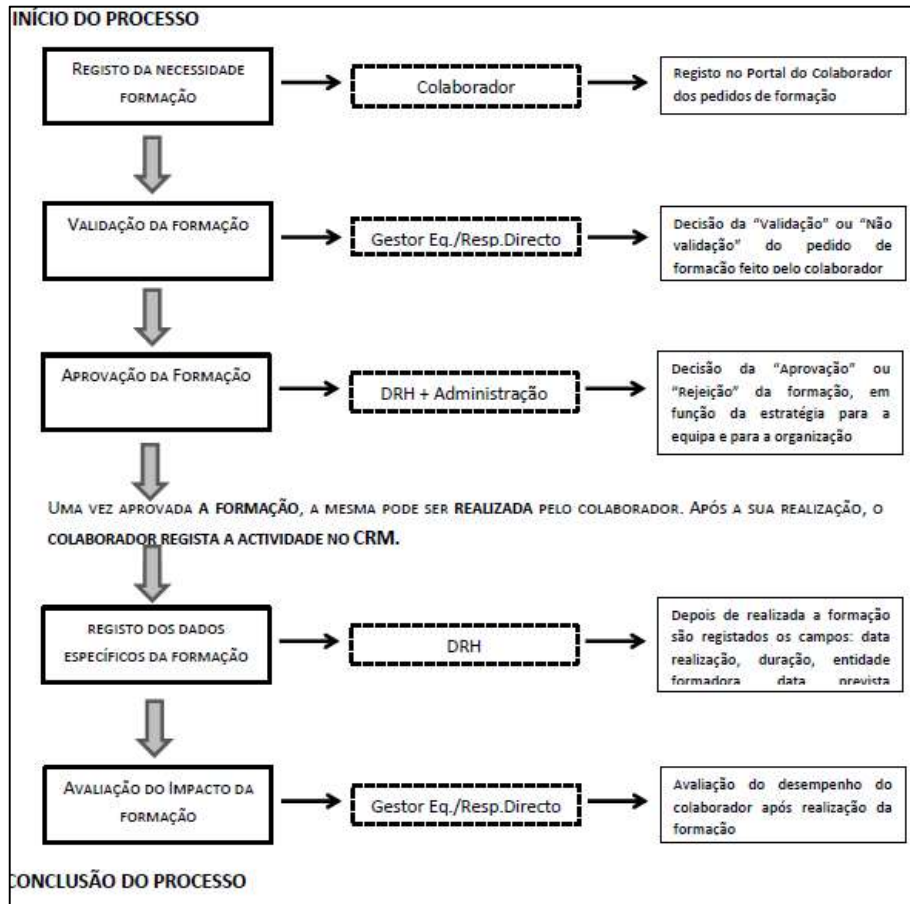 INÍCIO DO PROCESSO
REGISTO DA NECESSIDADE
FORMAÇÃO
Colaborador
Registo no Portal do Colaborador
dos pedidos de formação
VALIDAÇÃO DA FORMAÇÃO
Gestor Eq./Resp.Directo
Decisão da “Validação” ou “Não
validação” do pedido de
formação feito pelo colaborador
APROVAÇÃO DA FORMAÇÃO
DRH + Administração
Decisão da “Aprovação” ou
“Rejeição” da formação, em
função da estratégia para a
equipa e para a organização
UMA VEZ APROVADA A FORMAÇÃO, A MESMA PODE SER REALIZADA PELO COLABORADOR. APÓS A SUA REALIZAÇÃO, O
COLABORADOR REGISTA A ACTIVIDADE NO CRM.
REGISTO DOS DADOS
ESPECÍFICOS DA FORMAÇÃO
DRH
Depois de realizada a formação
são registados os campos: data
realização, duração, entidade
formadora data prevista
AVALIAÇÃO DO IMPACTO DA
FORMAÇÃO
Gestor Eq./Resp.Directo
Avaliação do desempenho do
colaborador após realização da
formação
CONCLUSÃO DO PROCESSO